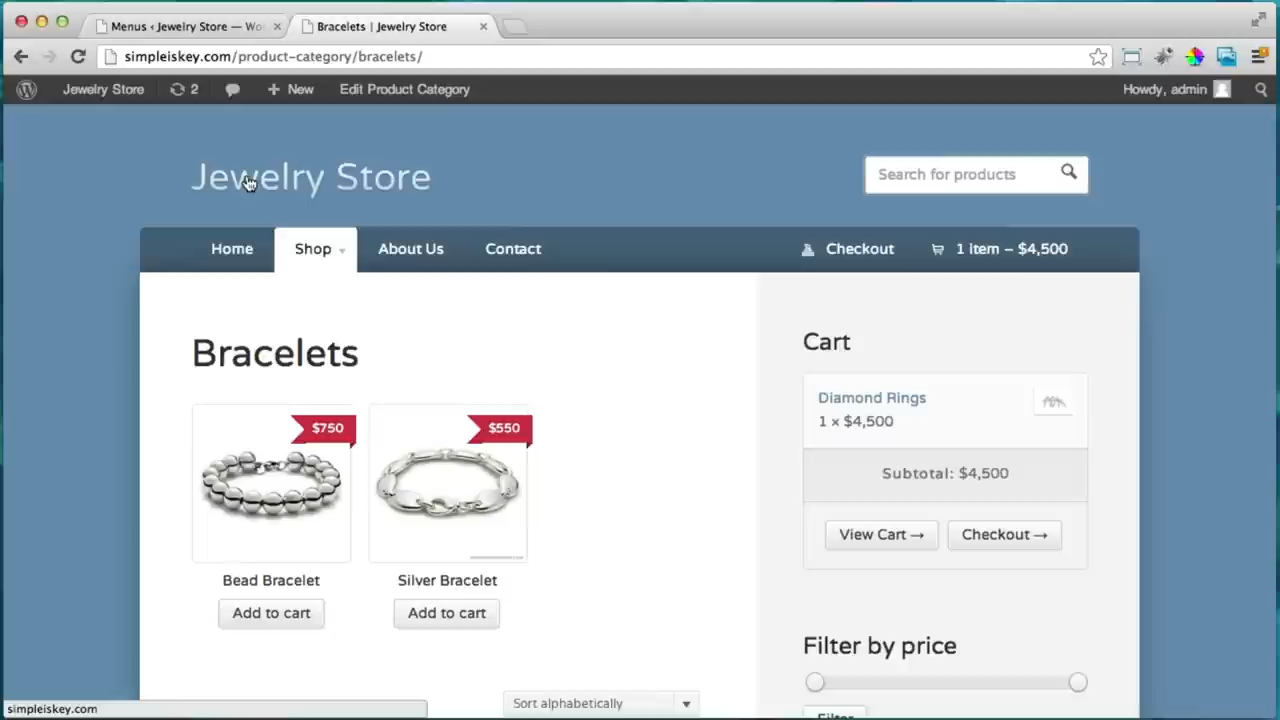 Menus ‹ Jewelry Store — Wo
Bracelets | Jewelry Store
simpleiskey.com/product-category/bracelets/
Jewelry Store
2
+ New
Edit Product Category
Howdy, admin
Jewelry Store
Search for products
Home
Shop
About Us
Contact
Checkout
1 item – $4,500
Bracelets
Cart
Diamond Rings
1 × $4,500
Subtotal: $4,500
View Cart →
Checkout →
$750
$550
Bead Bracelet
Silver Bracelet
Add to cart
Add to cart
Filter by price
Sort alphabetically
Filter
simpleiskey.com